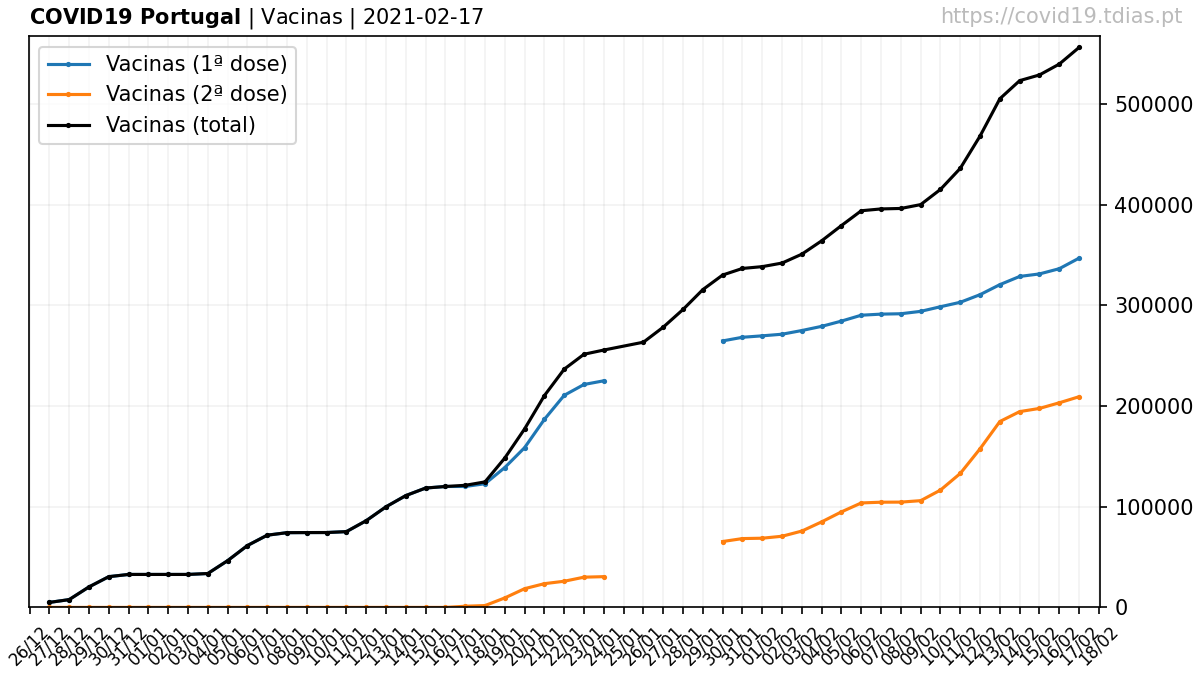 COVID19 Portugal | Vacinas | 2021-02-17
https://covid19.tdias.pt
Vacinas (1ª dose)
Vacinas (2ª dose)
Vacinas (total)
500000
400000
300000
200000
100000
0
26/12 27/12 28/12 29/12 30/12 31/12 01/01 02/01 03/01 04/01 05/01 06/01 07/01 08/01 09/01 10/01 11/01 12/01 13/01 14/01 15/01 16/01 17/01 18/01 19/01 20/01 21/01 22/01 23/01 24/01 25/01 26/01 27/01 28/01 29/01 30/01 31/01 01/02 02/02 03/02 04/02 05/02 06/02 07/02 08/02 09/02 10/02 11/02 12/02 13/02 14/02 15/02 16/02 17/02 18/02